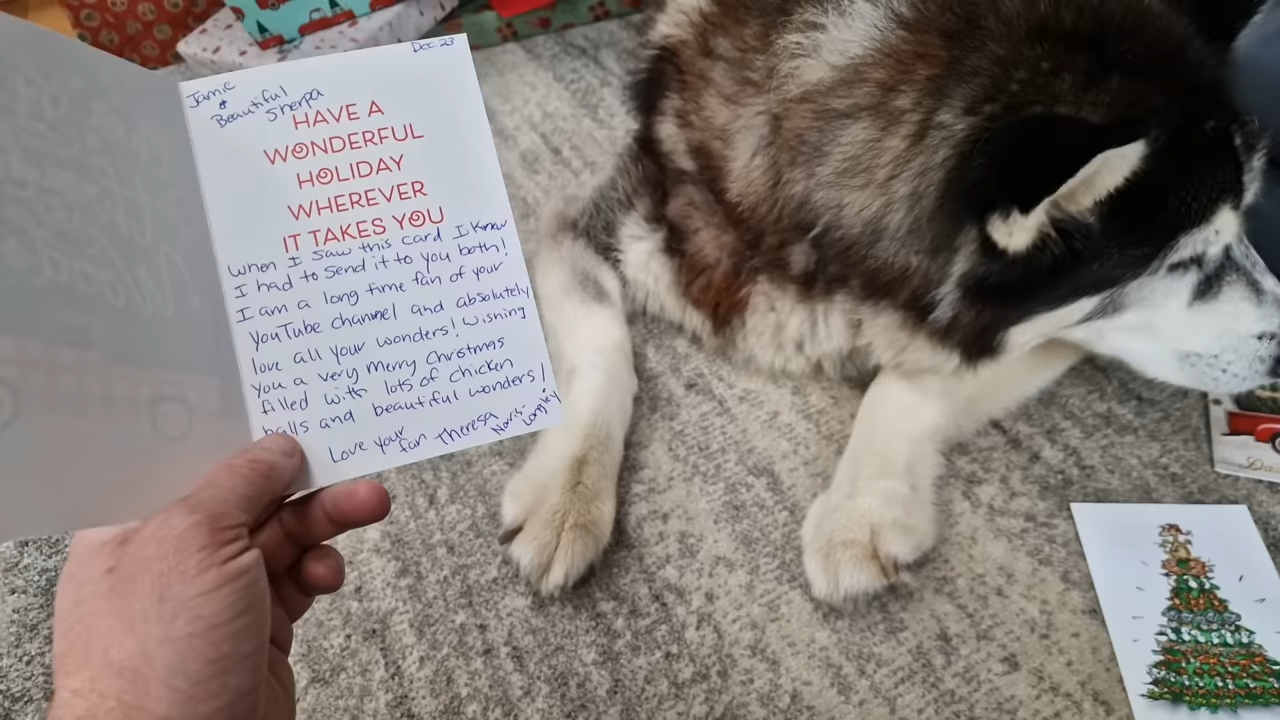 Dec 23
Jamie
& Beautiful
Sherpa
HAVE A
WONDERFUL
HOLIDAY
WHEREVER
IT TAKES YOU
When I saw this card I knew
I had to send it to you both!
I am a long time fan of your
YouTube channel and absolutely
love all your wonders! Wishing
you a very merry Christmas
filled with lots of chicken
balls and beautiful wonders!
Love your
fan Theresa